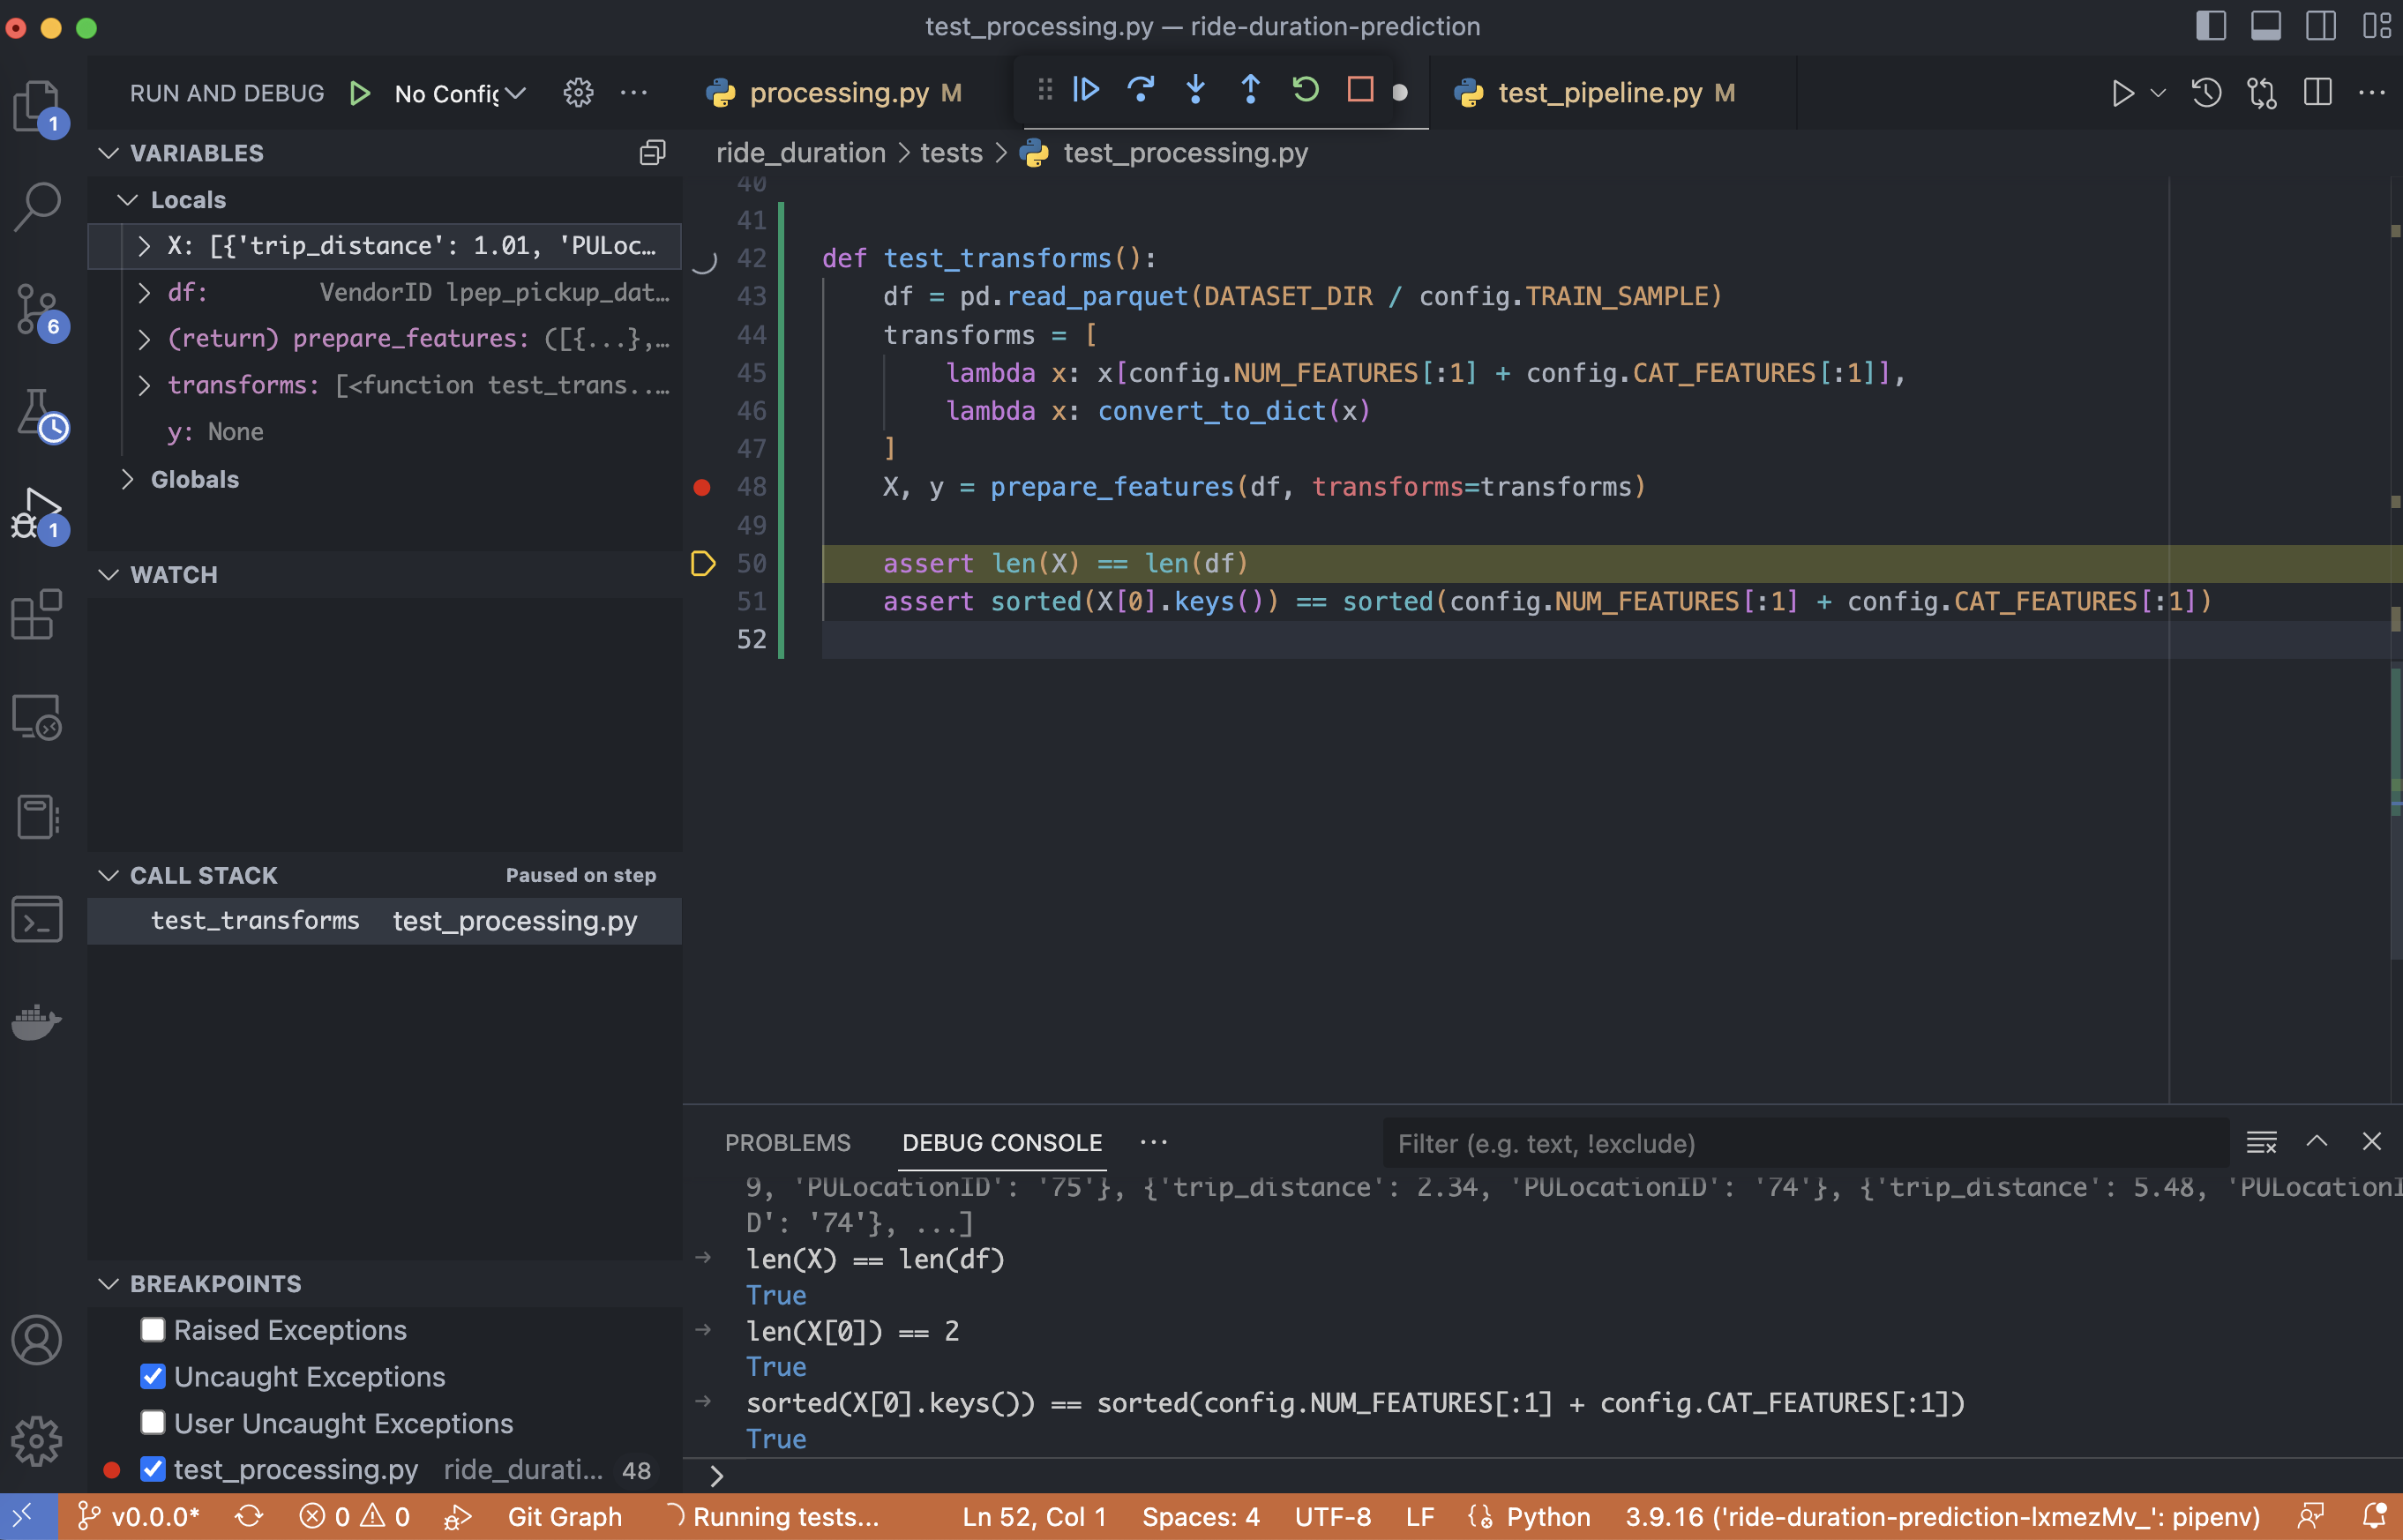 test_processing.py — ride-duration-prediction
RUN AND DEBUG
No Config
processing.py M
test_pipeline.py M
1
6
1
VARIABLES
Locals
X: [{'trip_distance': 1.01, 'PULoc…
df: VendorID lpep_pickup_dat…
(return) prepare_features: ([{...},…
transforms: [<function test_trans...…
y: None
Globals
WATCH
CALL STACK
Paused on step
test_transforms test_processing.py
BREAKPOINTS
Raised Exceptions
Uncaught Exceptions
User Uncaught Exceptions
test_processing.py ride_durati... 48
ride_duration > tests > test_processing.py
40
41
42 def test_transforms():
43 df = pd.read_parquet(DATASET_DIR / config.TRAIN_SAMPLE)
44 transforms = [
45 lambda x: x[config.NUM_FEATURES[:1] + config.CAT_FEATURES[:1]],
46 lambda x: convert_to_dict(x)
47 ]
48 X, y = prepare_features(df, transforms=transforms)
49
50 assert len(X) == len(df)
51 assert sorted(X[0].keys()) == sorted(config.NUM_FEATURES[:1] + config.CAT_FEATURES[:1])
52
PROBLEMS
DEBUG CONSOLE
Filter (e.g. text, !exclude)
9, 'PULocationID': '75'}, {'trip_distance': 2.34, 'PULocationID': '74'}, {'trip_distance': 5.48, 'PULocationI
D': '74'}, ...]
→ len(X) == len(df)
True
→ len(X[0]) == 2
True
→ sorted(X[0].keys()) == sorted(config.NUM_FEATURES[:1] + config.CAT_FEATURES[:1])
True
>
v0.0.0* 0 0 Git Graph Running tests... Ln 52, Col 1 Spaces: 4 UTF-8 LF Python 3.9.16 ('ride-duration-prediction-lxmezMv_': pipenv)